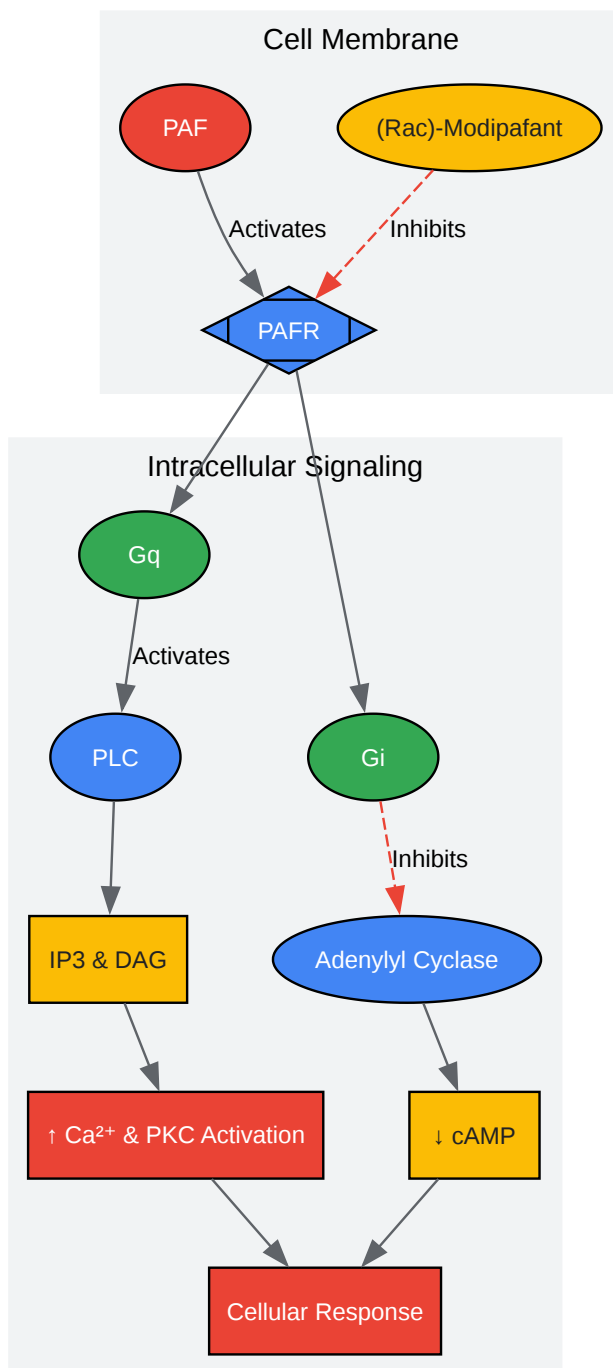 Cell Membrane
PAF
(Rac)-Modipafant
Activates
Inhibits
PAFR
Intracellular Signaling
Gq
Activates
PLC
Gi
Inhibits
IP3 & DAG
Adenylyl Cyclase
↑ Ca²⁺ & PKC Activation
↓ cAMP
Cellular Response